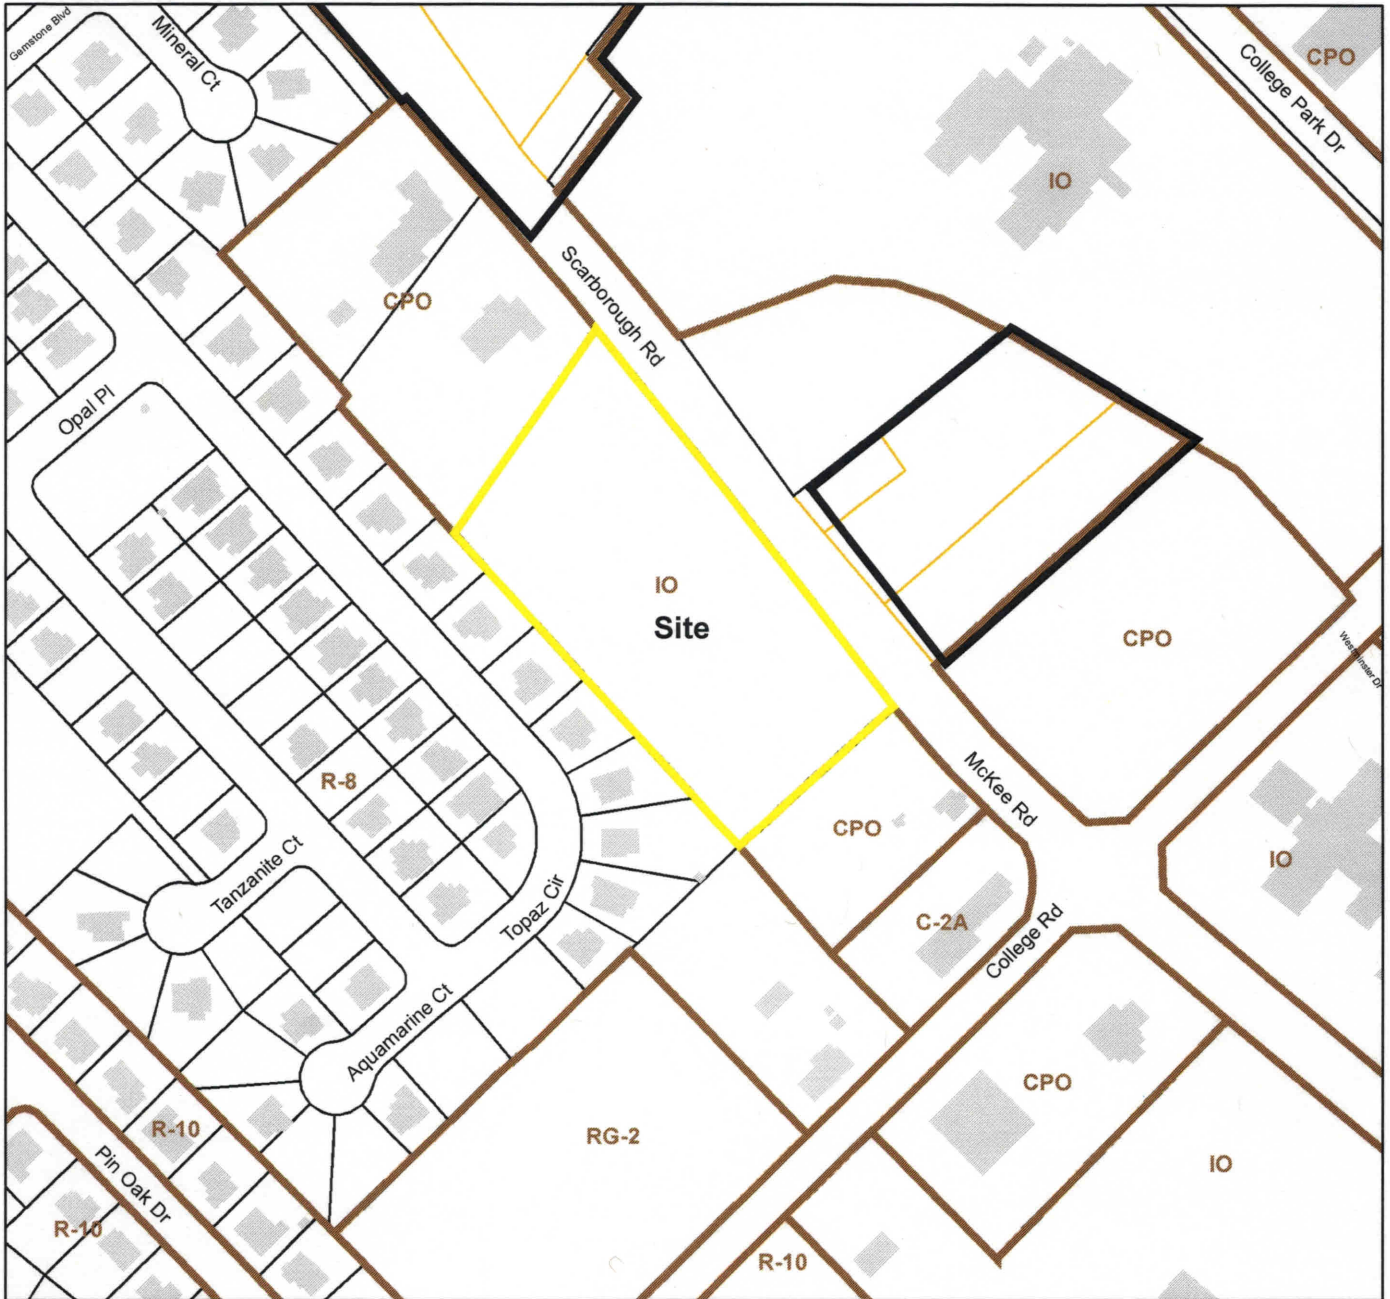 Gemstone Blvd
Mineral Ct
College Park Dr
CPO
IO
Scarborough Rd
CPO
Opal Pl
IO
Site
CPO
Westminster Dr
R-8
McKee Rd
CPO
IO
Tanzanite Ct
Topaz Cir
C-2A
College Rd
Aquamarine Ct
CPO
R-10
RG-2
IO
Pin Oak Dr
R-10
R-10